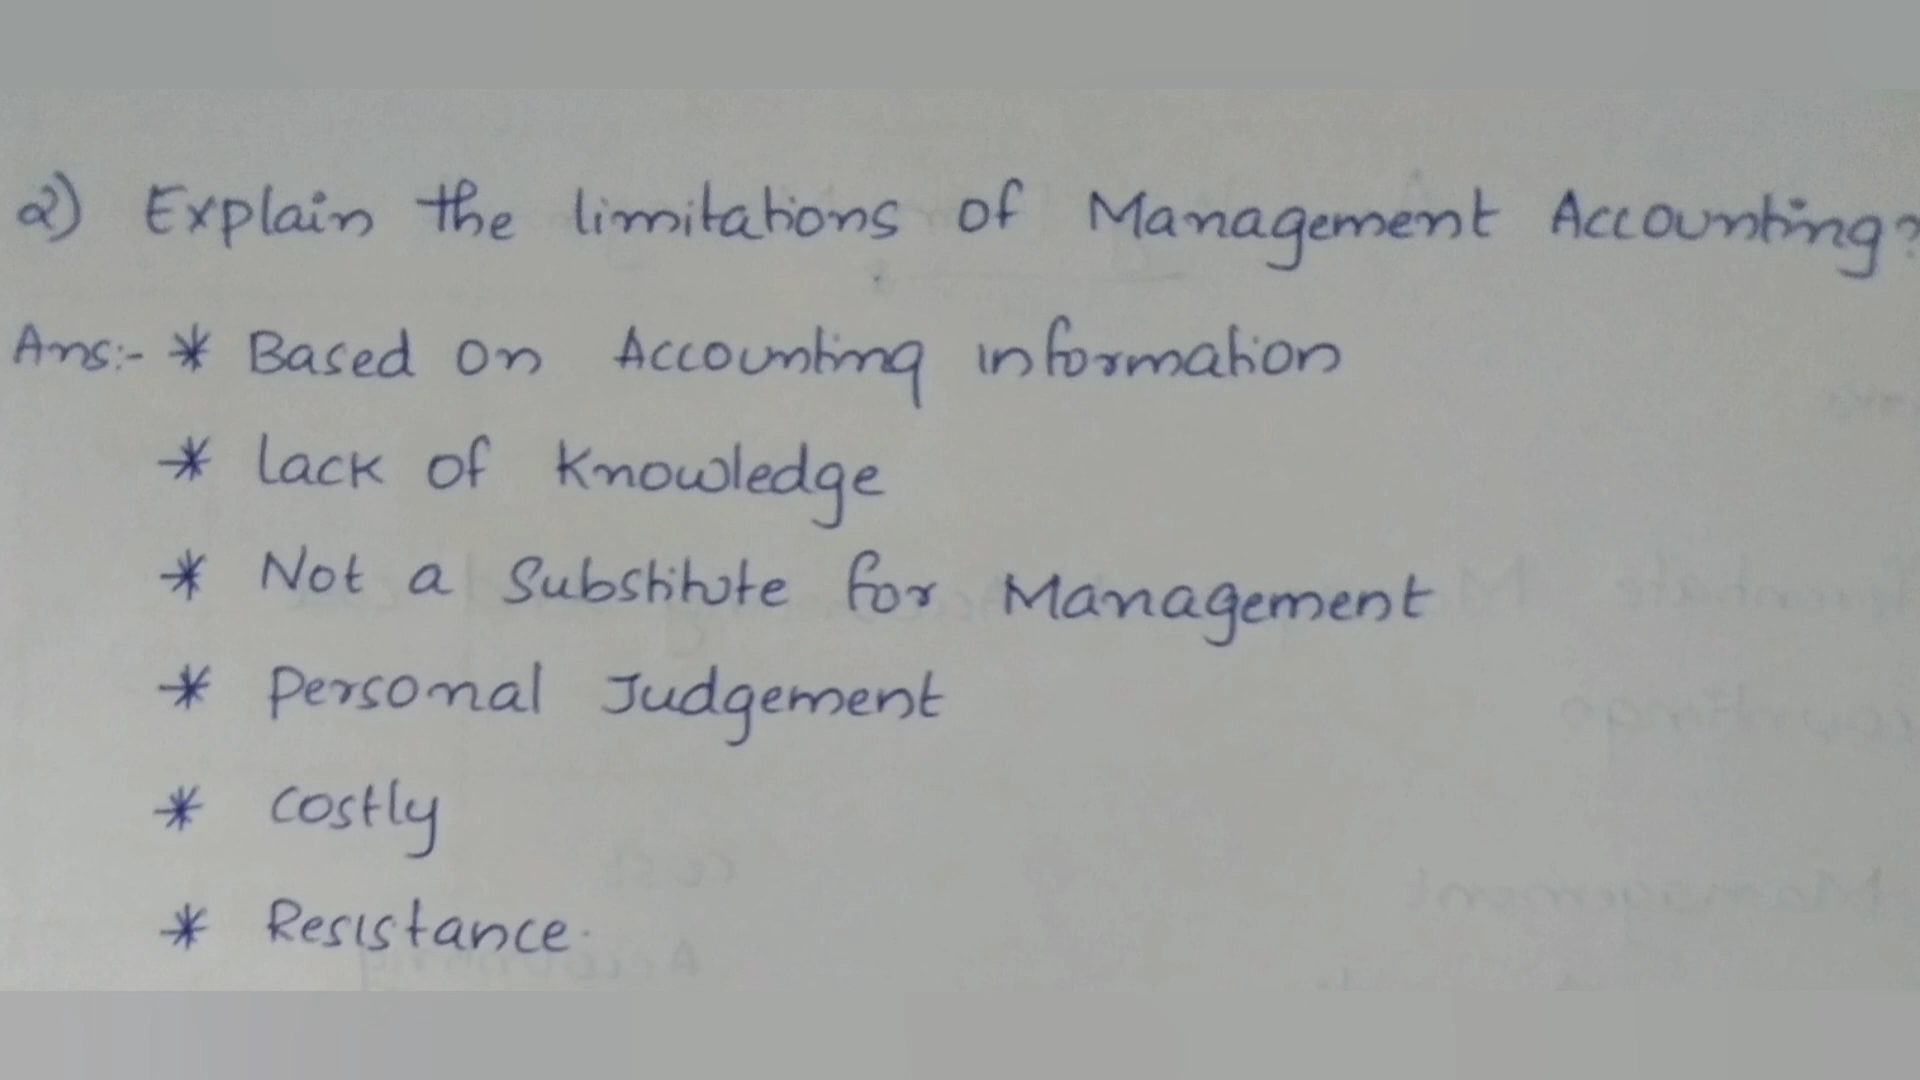 2) Explain the limitations of Management Accounting?
Ans:- * Based on Accounting information
* Lack of Knowledge
* Not a Substitute for Management
* Personal Judgement
* Costly
* Resistance.